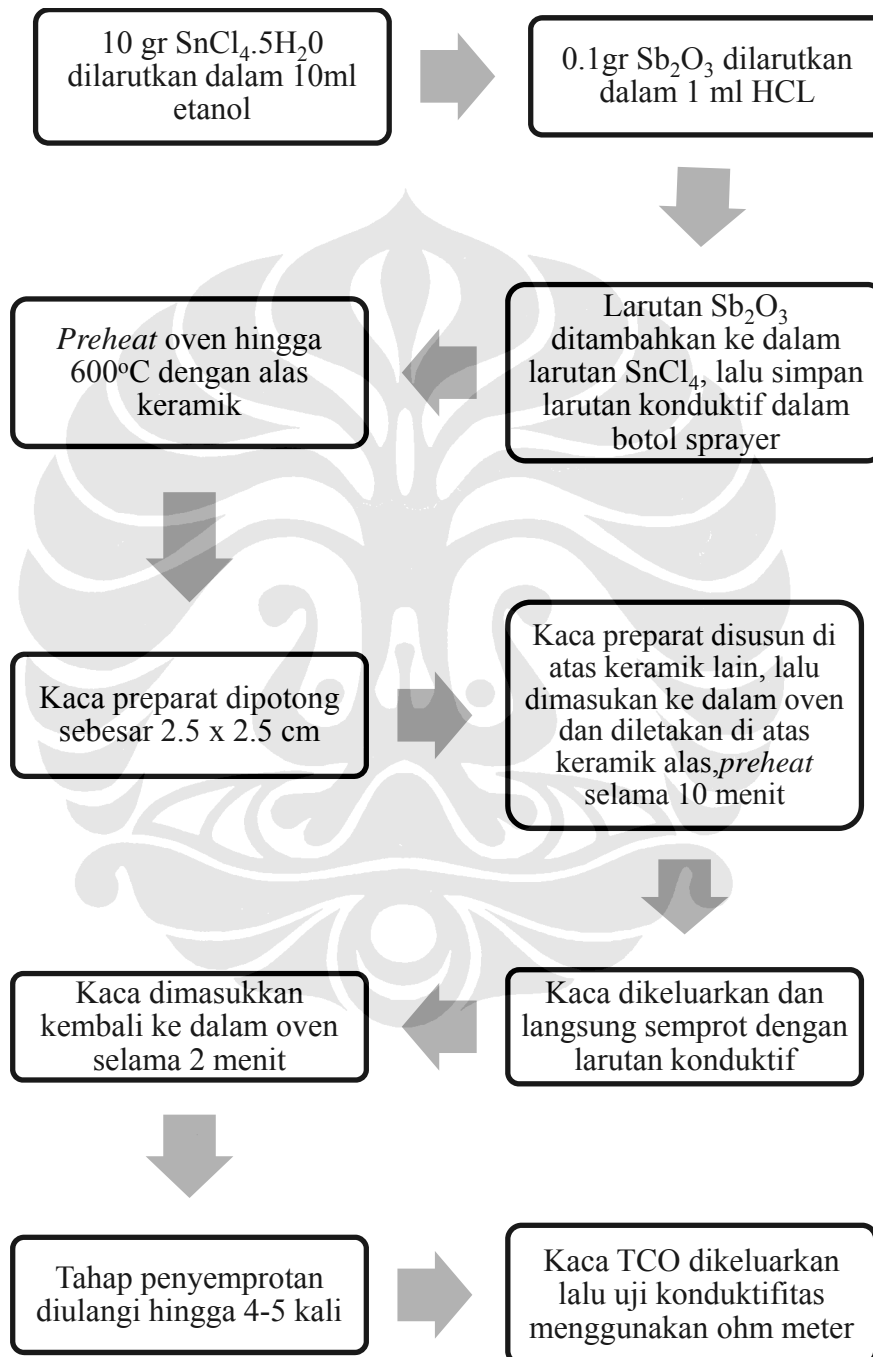 10 gr SnCl₄.5H₂0
dilarutkan dalam 10ml
etanol
0.1gr Sb₂O₃ dilarutkan
dalam 1 ml HCL
Larutan Sb₂O₃
ditambahkan ke dalam
larutan SnCl₄, lalu simpan
larutan konduktif dalam
botol sprayer
Preheat oven hingga
600°C dengan alas
keramik
Kaca preparat dipotong
sebesar 2.5 x 2.5 cm
Kaca preparat disusun di
atas keramik lain, lalu
dimasukan ke dalam oven
dan diletakan di atas
keramik alas,preheat
selama 10 menit
Kaca dikeluarkan dan
langsung semprot dengan
larutan konduktif
Kaca dimasukkan
kembali ke dalam oven
selama 2 menit
Tahap penyemprotan
diulangi hingga 4-5 kali
Kaca TCO dikeluarkan
lalu uji konduktifitas
menggunakan ohm meter